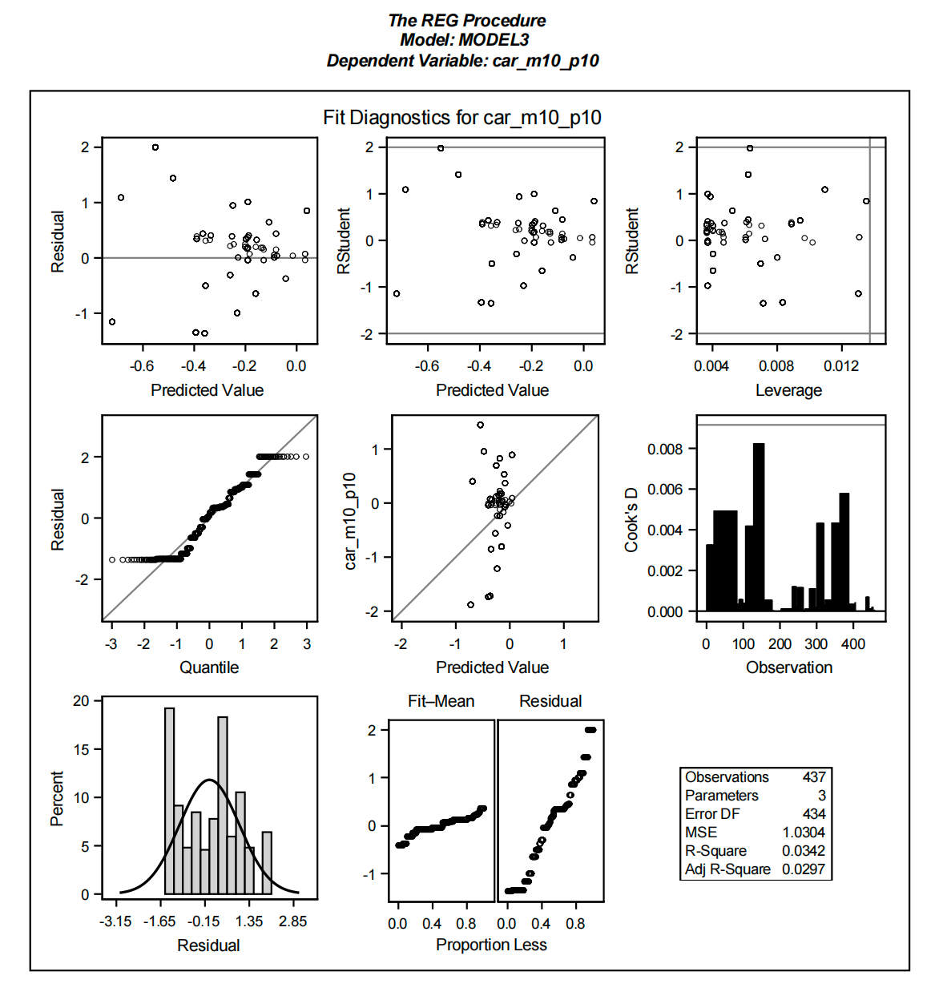 The REG Procedure
Model: MODEL3
Dependent Variable: car_m10_p10
Fit Diagnostics for car_m10_p10
2
1
0
-1
Residual
-0.6 -0.4 -0.2 0.0
Predicted Value
2
1
0
-1
-2
RStudent
-0.6 -0.4 -0.2 0.0
Predicted Value
2
1
0
-1
-2
RStudent
0.004 0.008 0.012
Leverage
2
0
-2
Residual
-3 -2 -1 0 1 2 3
Quantile
1
0
-1
-2
car_m10_p10
-2 -1 0 1
Predicted Value
0.008
0.006
0.004
0.002
0.000
Cook's D
0 100 200 300 400
Observation
20
15
10
5
0
Percent
-3.15 -1.65 -0.15 1.35 2.85
Residual
Fit–Mean Residual
2
1
0
-1
0.0 0.4 0.8 0.0 0.4 0.8
Proportion Less
Observations 437
Parameters 3
Error DF 434
MSE 1.0304
R-Square 0.0342
Adj R-Square 0.0297